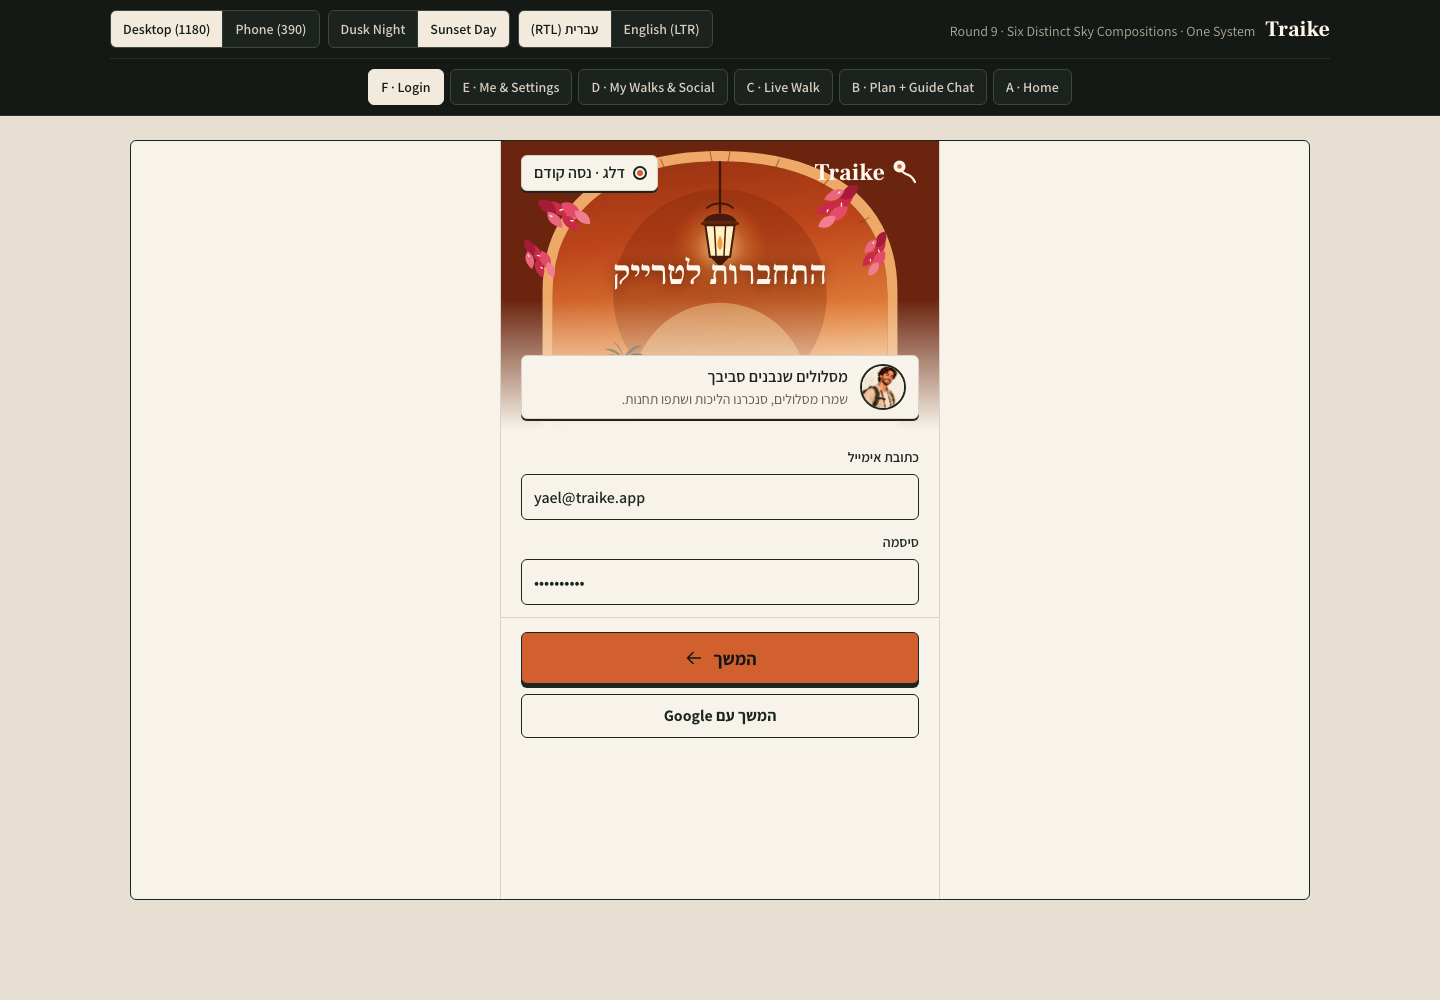 Traike
Round 9 · Six Distinct Sky Compositions · One System
עברית (RTL)
English (LTR)
Dusk Night
Sunset Day
Desktop (1180)
Phone (390)
A · Home
B · Plan + Guide Chat
C · Live Walk
D · My Walks & Social
E · Me & Settings
F · Login
Traike
דלג · נסה קודם
התחברות לטרייק
מסלולים שנבנים סביבך
שמרו מסלולים, סנכרנו הליכות ושתפו תחנות.
כתובת אימייל
yael@traike.app
סיסמה
••••••••••
המשך ←
המשך עם Google